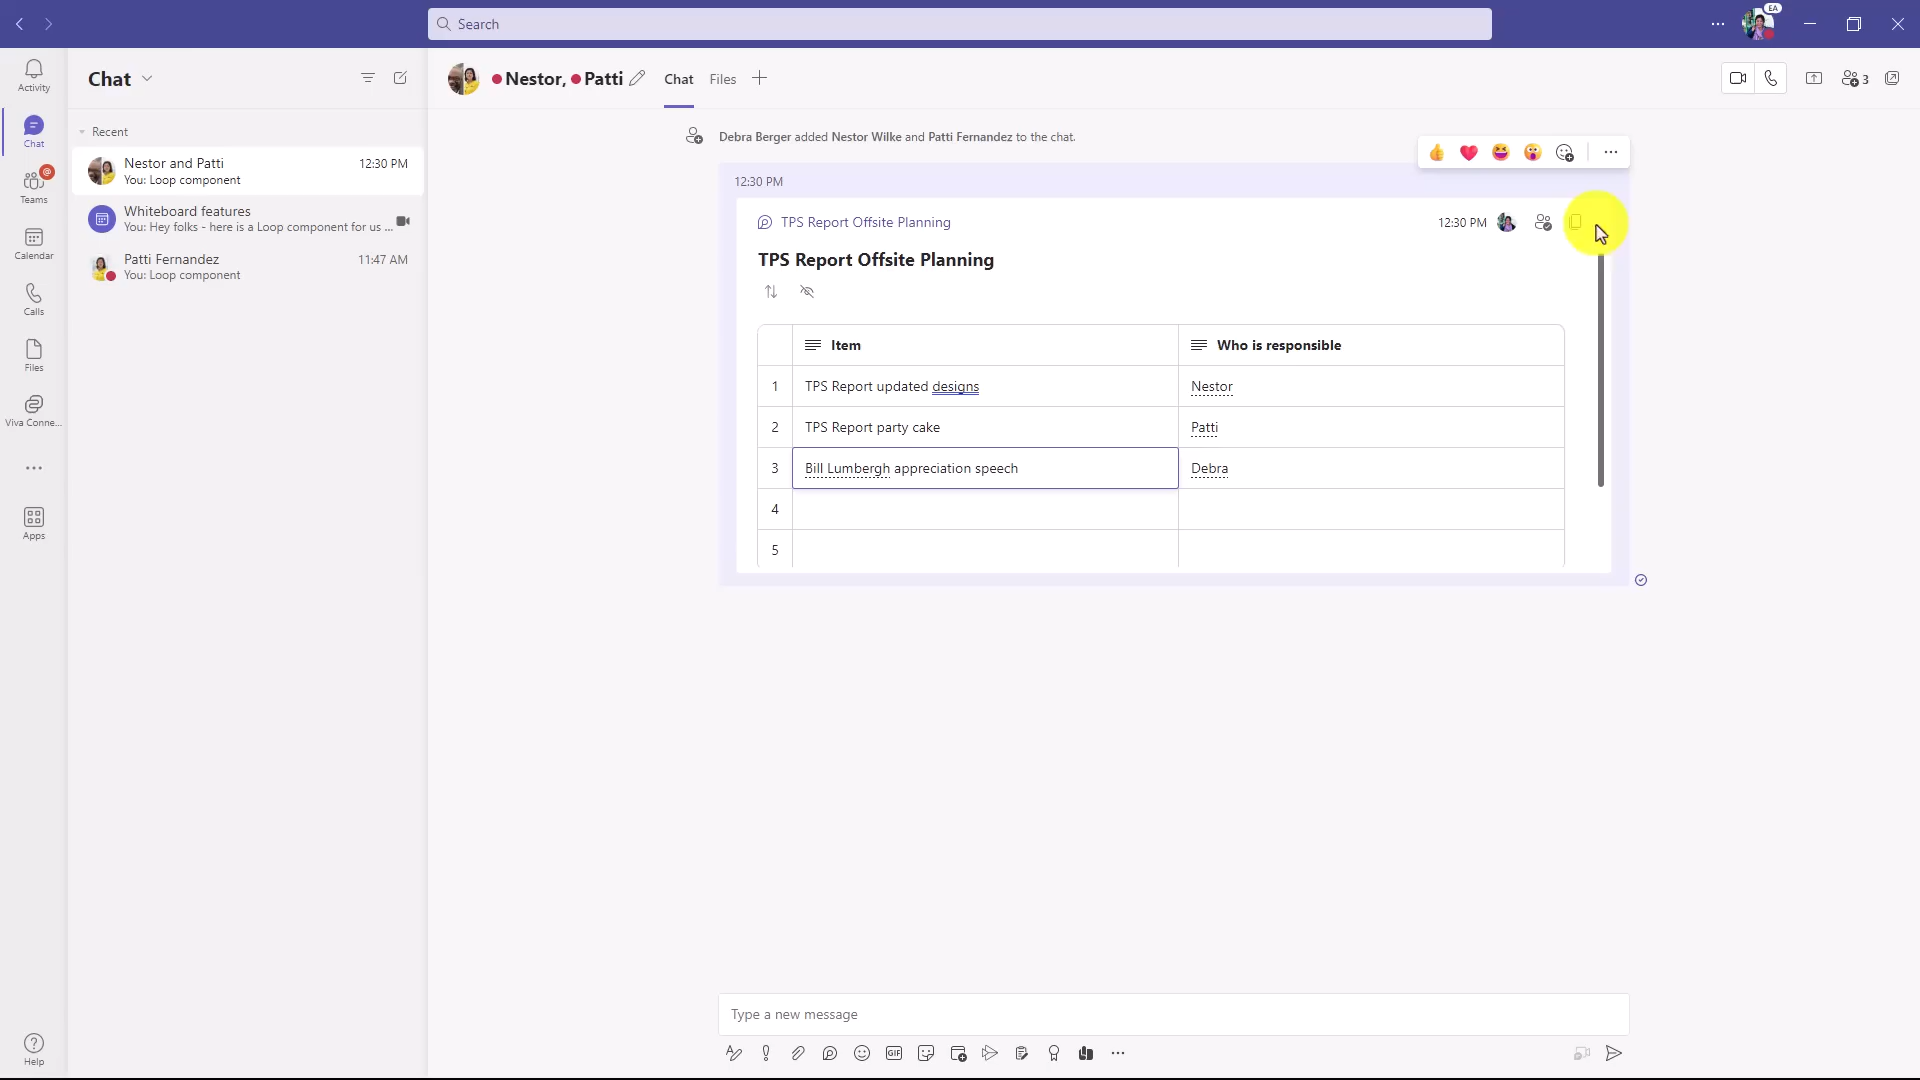 Search
EA
Activity
Chat
@
Teams
Calendar
Calls
Files
Viva Conne...
Apps
Help
Chat
Recent
Nestor and Patti 12:30 PM
You: Loop component
Whiteboard features
You: Hey folks - here is a Loop component for us ...
Patti Fernandez 11:47 AM
You: Loop component
Nestor, Patti Chat Files
3
Debra Berger added Nestor Wilke and Patti Fernandez to the chat.
12:30 PM
TPS Report Offsite Planning 12:30 PM
TPS Report Offsite Planning
Item Who is responsible
1 TPS Report updated designs Nestor
2 TPS Report party cake Patti
3 Bill Lumbergh appreciation speech Debra
4
5
Type a new message
GIF